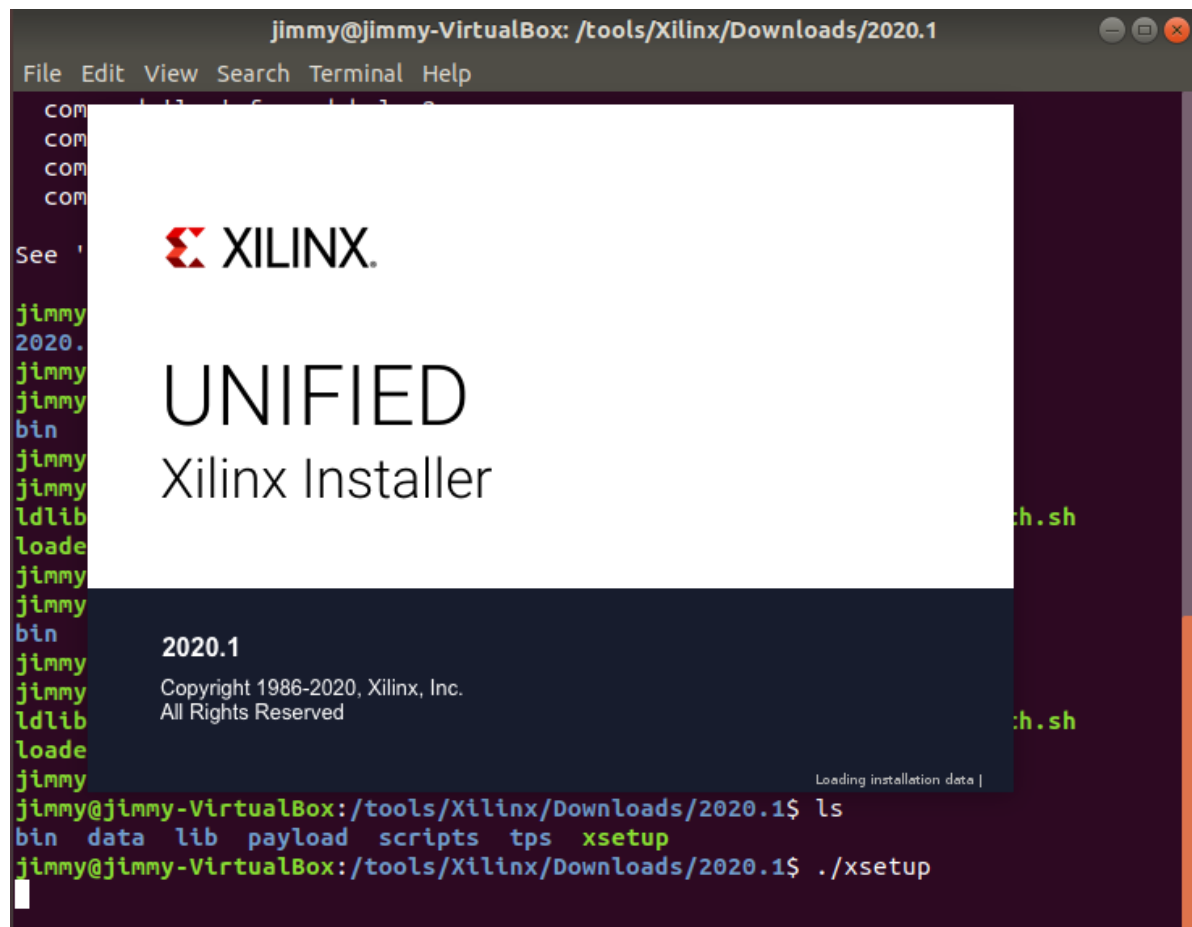 jimmy@jimmy-VirtualBox: /tools/Xilinx/Downloads/2020.1
File Edit View Search Terminal Help
com
com
com
com
See '
XILINX.
jimmy
2020.
jimmy
UNIFIED
jimmy
bin
jimmy
Xilinx Installer
jimmy
ldlib th.sh
loade
jimmy
jimmy
bin
2020.1
jimmy
jimmy
Copyright 1986-2020, Xilinx, Inc.
All Rights Reserved
ldlib th.sh
loade
jimmy
Loading installation data |
jimmy@jimmy-VirtualBox:/tools/Xilinx/Downloads/2020.1$ ls
bin data lib payload scripts tps xsetup
jimmy@jimmy-VirtualBox:/tools/Xilinx/Downloads/2020.1$ ./xsetup